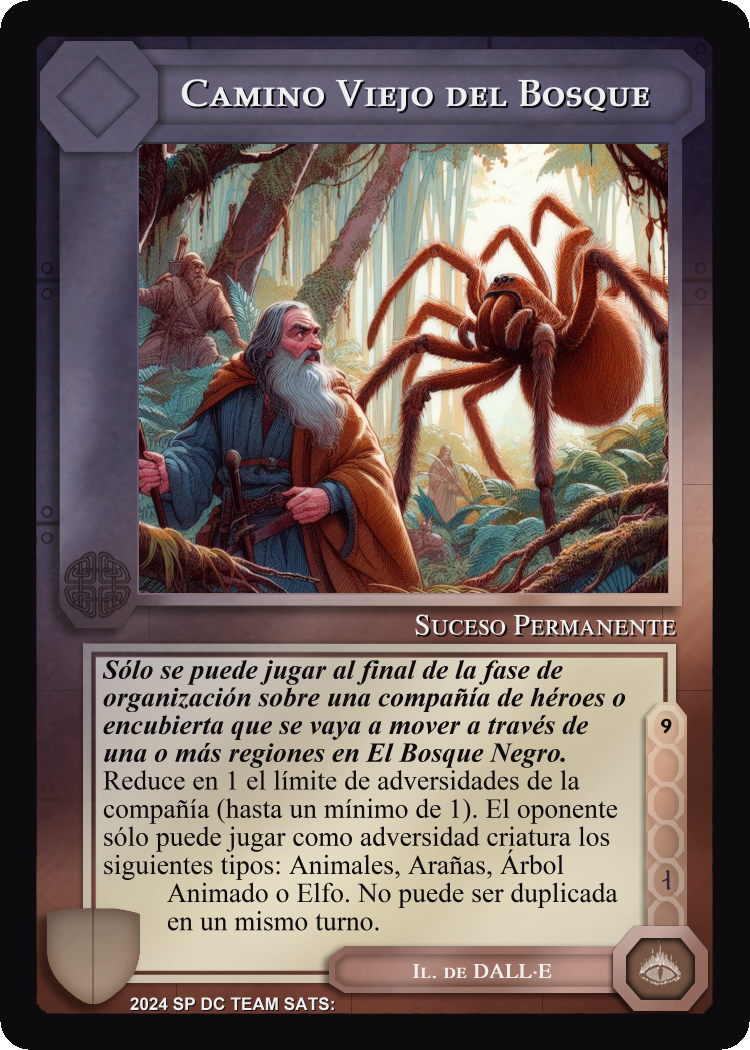 Camino Viejo del Bosque
Suceso Permanente
Sólo se puede jugar al final de la fase de
organización sobre una compañía de héroes o
encubierta que se vaya a mover a través de
una o más regiones en El Bosque Negro.
Reduce en 1 el límite de adversidades de la
compañía (hasta un mínimo de 1). El oponente
sólo puede jugar como adversidad criatura los
siguientes tipos: Animales, Arañas, Árbol
Animado o Elfo. No puede ser duplicada
en un mismo turno.
9
Il. de DALL·E
2024 SP DC TEAM SATS: